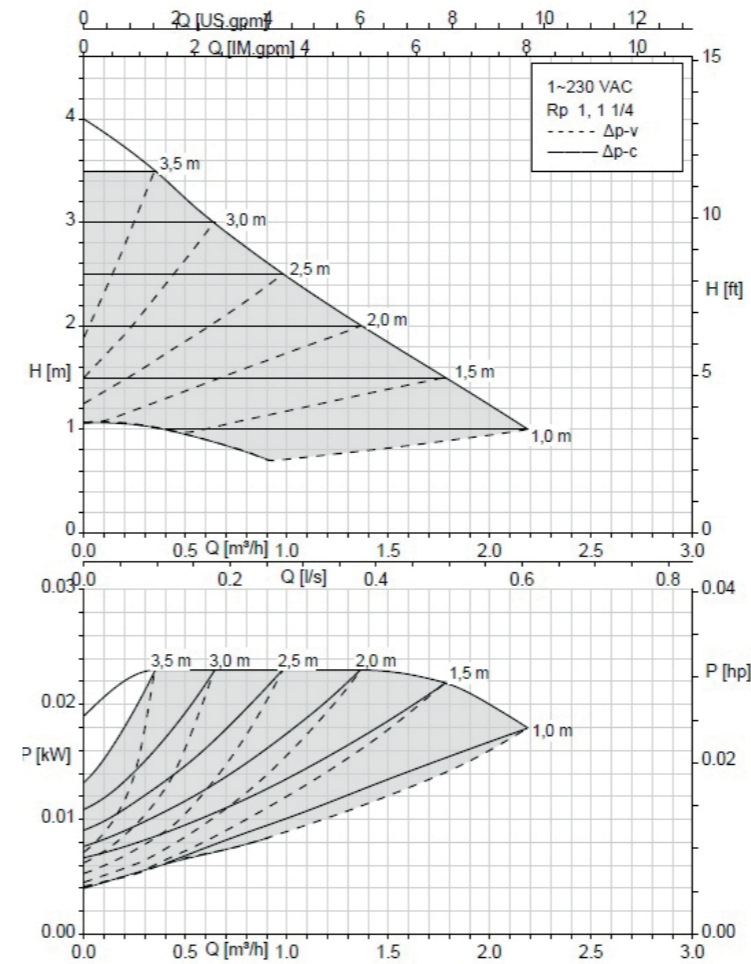 0 2 4 6 8 10 12
Q [US.gpm]
Q [IM.gpm]
2 4 6 8 10
15
1~230 VAC
Rp 1, 1 1/4
Δp-v
Δp-c
4
3,5 m
3
3,0 m
10
2,5 m
H [ft]
2
2,0 m
H [m]
1,5 m
5
1
1,0 m
0
0
0.0 0.5 Q [m³/h] 1.0 1.5 2.0 2.5 3.0
0.0 0.2 Q [l/s] 0.4 0.6 0.8
0.03
0.04
3,5 m 3,0 m 2,5 m 2,0 m
1,5 m
P [hp]
0.02
1,0 m
P [kW]
0.02
0.01
0.00
0.00
0.0 0.5 Q [m³/h] 1.0 1.5 2.0 2.5 3.0